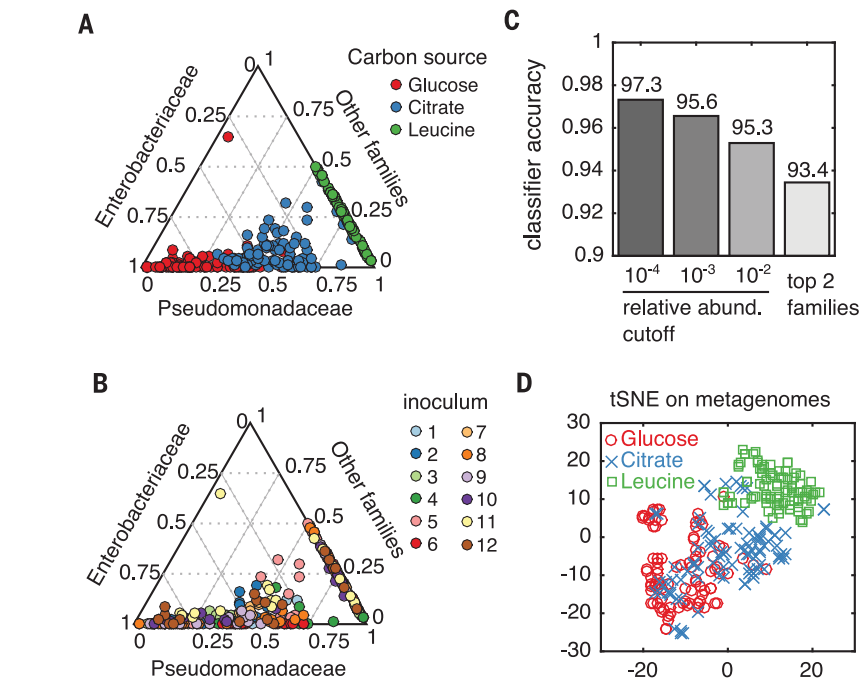 A
Carbon source
Glucose
Citrate
Leucine
Enterobacteriaceae
Other families
Pseudomonadaceae
0 1
0.25 0.75
0.5 0.5
0.75 0.25
1 0
0 0.25 0.5 0.75 1
C
classifier accuracy
1
0.98
0.96
0.94
0.92
0.9
97.3
95.6
95.3
93.4
10-4 10-3 10-2
relative abund.
cutoff
top 2
families
B
inoculum
1 7
2 8
3 9
4 10
5 11
6 12
Enterobacteriaceae
Other families
Pseudomonadaceae
0 1
0.25 0.75
0.5 0.5
0.75 0.25
1 0
0 0.25 0.5 0.75 1
D
tSNE on metagenomes
Glucose
Citrate
Leucine
30
20
10
0
-10
-20
-30
-20 0 20